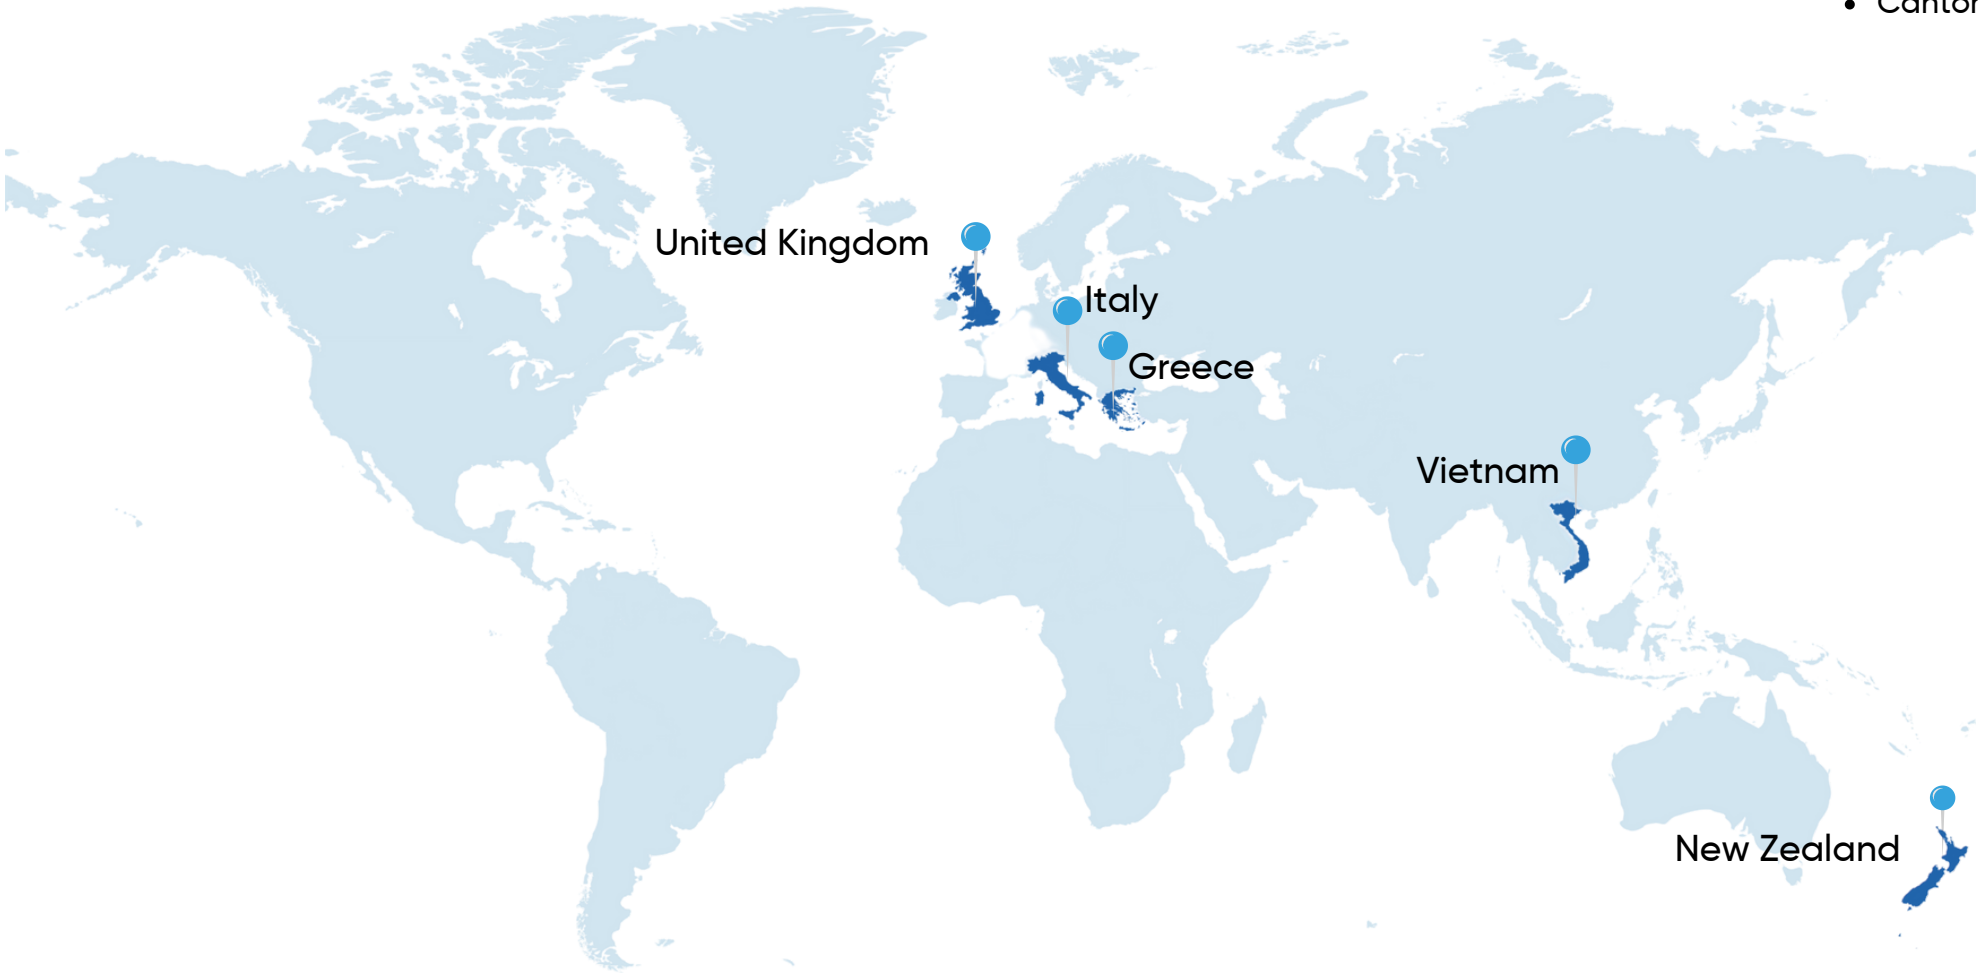 United Kingdom
Italy
Greece
Vietnam
New Zealand